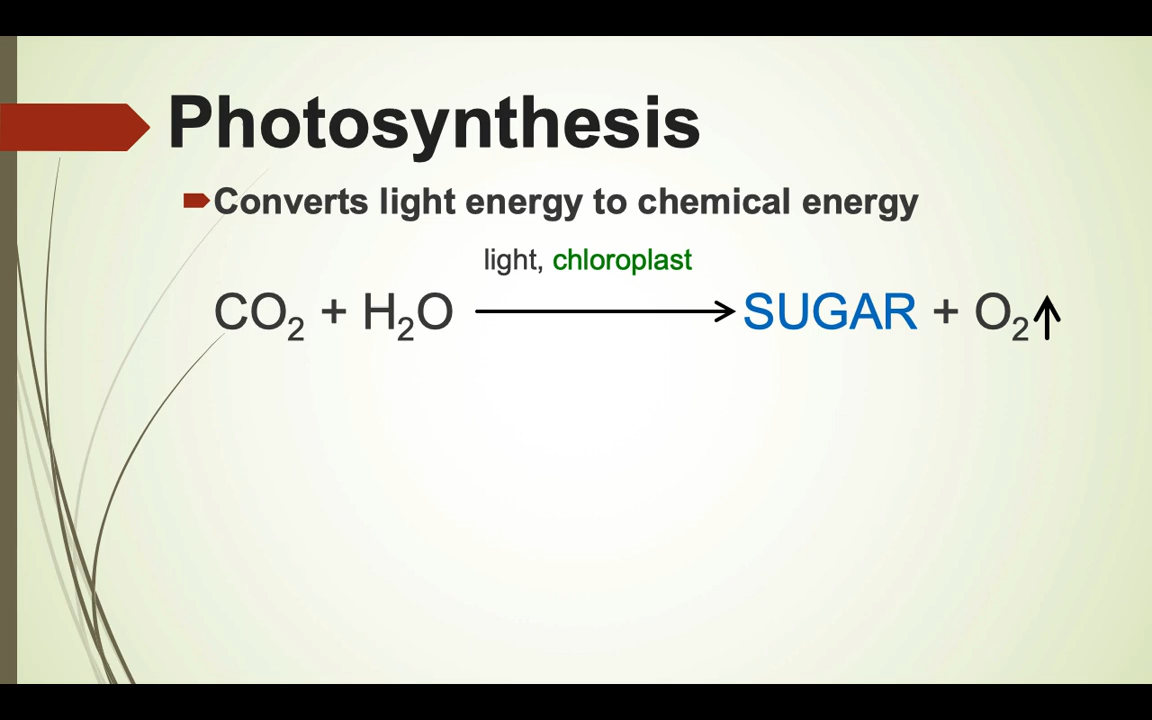 Photosynthesis
Converts light energy to chemical energy
light, chloroplast
CO₂ + H₂O → SUGAR + O₂↑